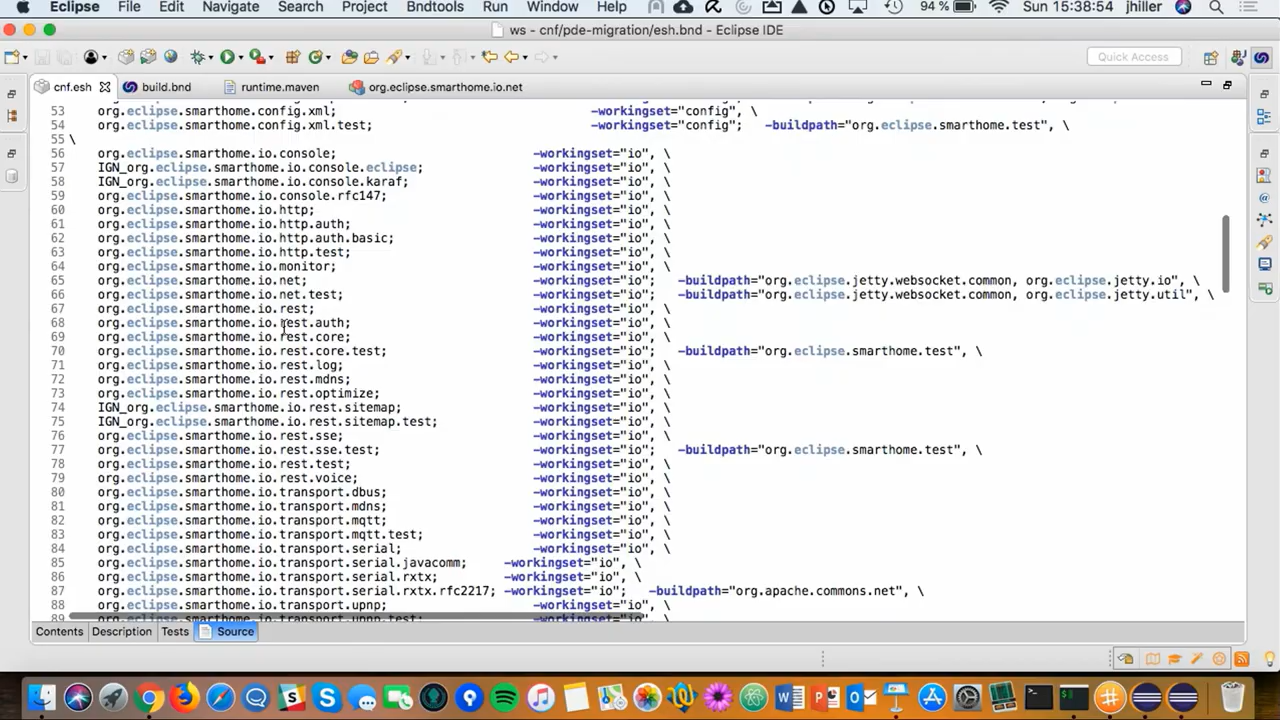 Eclipse File Edit Navigate Search Project Bndtools Run Window Help 94 % Sun 15:38:54 jhiller
ws - cnf/pde-migration/esh.bnd - Eclipse IDE
Quick Access
cnf.esh build.bnd runtime.maven org.eclipse.smarthome.io.net
53 org.eclipse.smarthome.config.xml; -workingset="config", \
54 org.eclipse.smarthome.config.xml.test; -workingset="config"; -buildpath="org.eclipse.smarthome.test", \
55 \
56 org.eclipse.smarthome.io.console; -workingset="io", \
57 IGN_org.eclipse.smarthome.io.console.eclipse; -workingset="io", \
58 IGN_org.eclipse.smarthome.io.console.karaf; -workingset="io", \
59 org.eclipse.smarthome.io.console.rfc147; -workingset="io", \
60 org.eclipse.smarthome.io.http; -workingset="io", \
61 org.eclipse.smarthome.io.http.auth; -workingset="io", \
62 org.eclipse.smarthome.io.http.auth.basic; -workingset="io", \
63 org.eclipse.smarthome.io.http.test; -workingset="io", \
64 org.eclipse.smarthome.io.monitor; -workingset="io", \
65 org.eclipse.smarthome.io.net; -workingset="io"; -buildpath="org.eclipse.jetty.websocket.common, org.eclipse.jetty.io", \
66 org.eclipse.smarthome.io.net.test; -workingset="io"; -buildpath="org.eclipse.jetty.websocket.common, org.eclipse.jetty.util", \
67 org.eclipse.smarthome.io.rest; -workingset="io", \
68 org.eclipse.smarthome.io.rest.auth; -workingset="io", \
69 org.eclipse.smarthome.io.rest.core; -workingset="io", \
70 org.eclipse.smarthome.io.rest.core.test; -workingset="io"; -buildpath="org.eclipse.smarthome.test", \
71 org.eclipse.smarthome.io.rest.log; -workingset="io", \
72 org.eclipse.smarthome.io.rest.mdns; -workingset="io", \
73 org.eclipse.smarthome.io.rest.optimize; -workingset="io", \
74 IGN_org.eclipse.smarthome.io.rest.sitemap; -workingset="io", \
75 IGN_org.eclipse.smarthome.io.rest.sitemap.test; -workingset="io", \
76 org.eclipse.smarthome.io.rest.sse; -workingset="io", \
77 org.eclipse.smarthome.io.rest.sse.test; -workingset="io"; -buildpath="org.eclipse.smarthome.test", \
78 org.eclipse.smarthome.io.rest.test; -workingset="io", \
79 org.eclipse.smarthome.io.rest.voice; -workingset="io", \
80 org.eclipse.smarthome.io.transport.dbus; -workingset="io", \
81 org.eclipse.smarthome.io.transport.mdns; -workingset="io", \
82 org.eclipse.smarthome.io.transport.mqtt; -workingset="io", \
83 org.eclipse.smarthome.io.transport.mqtt.test; -workingset="io", \
84 org.eclipse.smarthome.io.transport.serial; -workingset="io", \
85 org.eclipse.smarthome.io.transport.serial.javacomm; -workingset="io", \
86 org.eclipse.smarthome.io.transport.serial.rxtx; -workingset="io", \
87 org.eclipse.smarthome.io.transport.serial.rxtx.rfc2217; -workingset="io"; -buildpath="org.apache.commons.net", \
88 org.eclipse.smarthome.io.transport.upnp; -workingset="io", \
89 org.eclipse.smarthome.io.transport.upnp.test; -workingset="io", \
Contents Description Tests Source